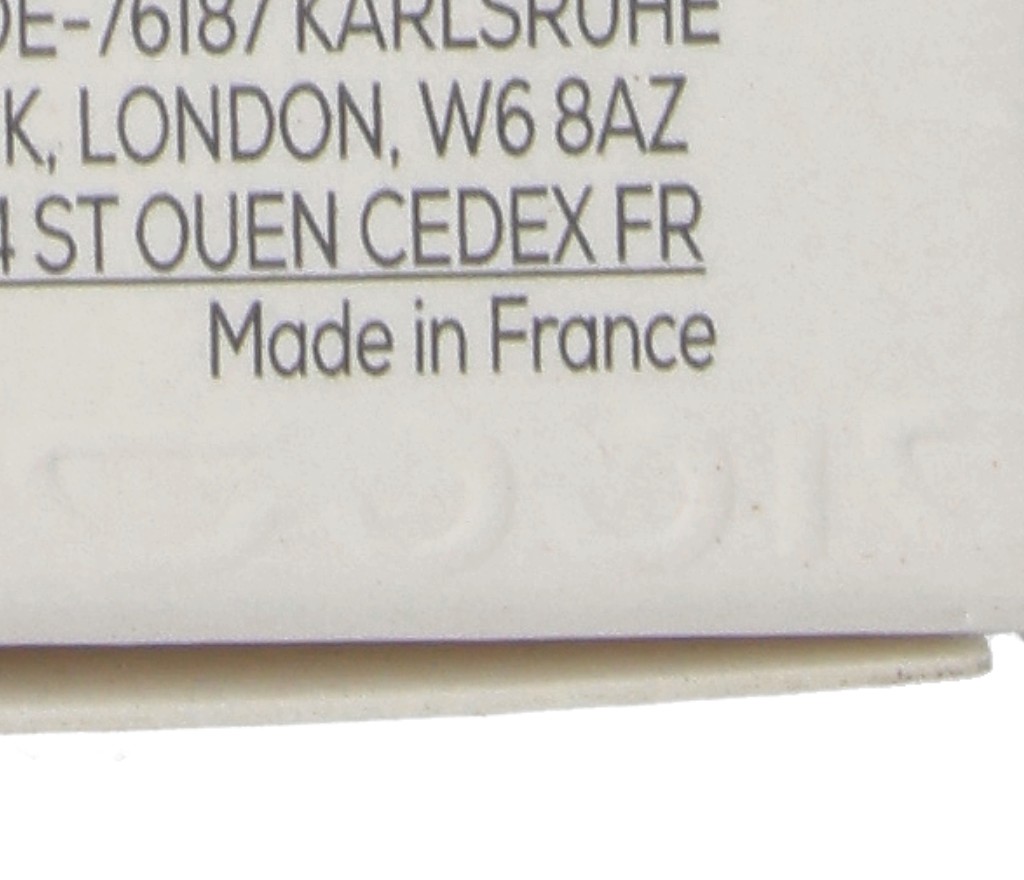 DE-76187 KARLSRUHE
K, LONDON, W6 8AZ
4 ST OUEN CEDEX FR
Made in France